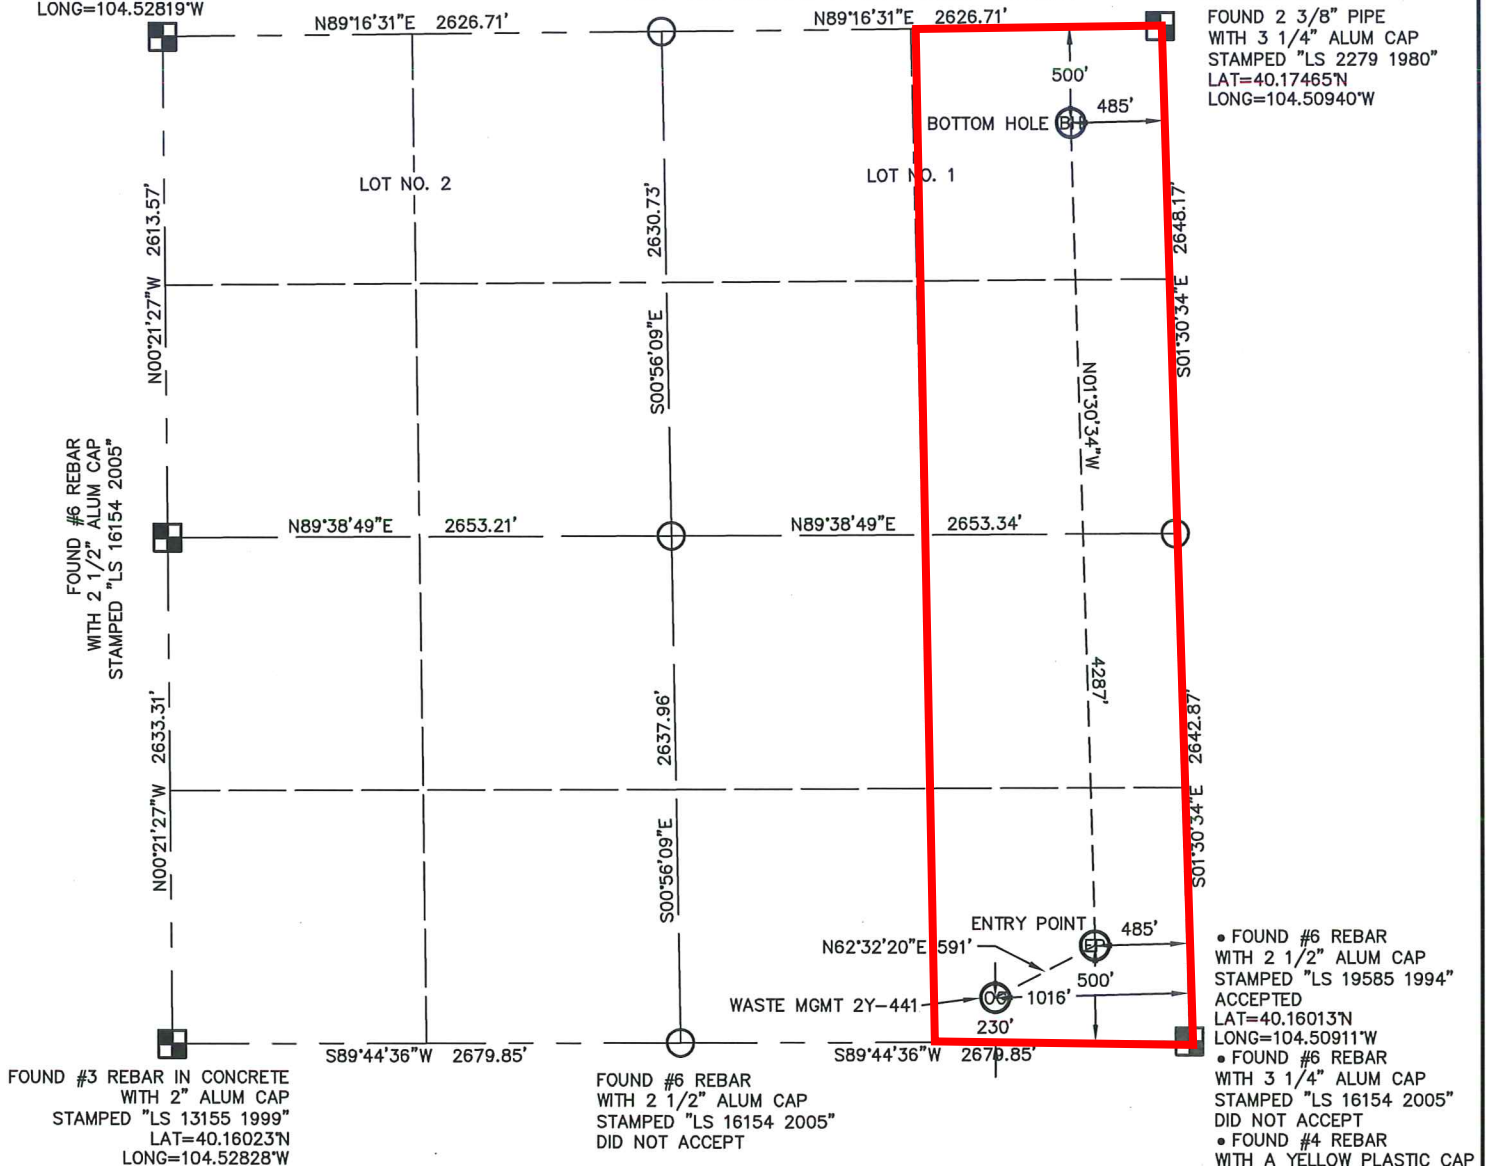 LONG=104.52819°W
N89°16'31"E 2626.71'
N89°16'31"E 2626.71'
FOUND 2 3/8" PIPE
WITH 3 1/4" ALUM CAP
STAMPED "LS 2279 1980"
LAT=40.17465°N
LONG=104.50940°W
500'
485'
BOTTOM HOLE
BH
LOT NO. 2
LOT NO. 1
N00°21'27"W 2613.57'
2630.73'
S00°56'09"E
S01°30'34"E 2648.17'
N01°30'34"W
4287'
FOUND #6 REBAR
WITH 2 1/2" ALUM CAP
STAMPED "LS 16154 2005"
N89°38'49"E 2653.21'
N89°38'49"E 2653.34'
N00°21'27"W 2633.31'
2637.96'
S00°56'09"E
S01°30'34"E 2642.87'
ENTRY POINT
EP
485'
N62°32'20"E 591'
500'
WASTE MGMT 2Y-441
1016'
230'
S89°44'36"W 2679.85'
S89°44'36"W 2679.85'
FOUND #3 REBAR IN CONCRETE
WITH 2" ALUM CAP
STAMPED "LS 13155 1999"
LAT=40.16023°N
LONG=104.52828°W
FOUND #6 REBAR
WITH 2 1/2" ALUM CAP
STAMPED "LS 16154 2005"
DID NOT ACCEPT
• FOUND #6 REBAR
WITH 2 1/2" ALUM CAP
STAMPED "LS 19585 1994"
ACCEPTED
LAT=40.16013°N
LONG=104.50911°W
• FOUND #6 REBAR
WITH 3 1/4" ALUM CAP
STAMPED "LS 16154 2005"
DID NOT ACCEPT
• FOUND #4 REBAR
WITH A YELLOW PLASTIC CAP